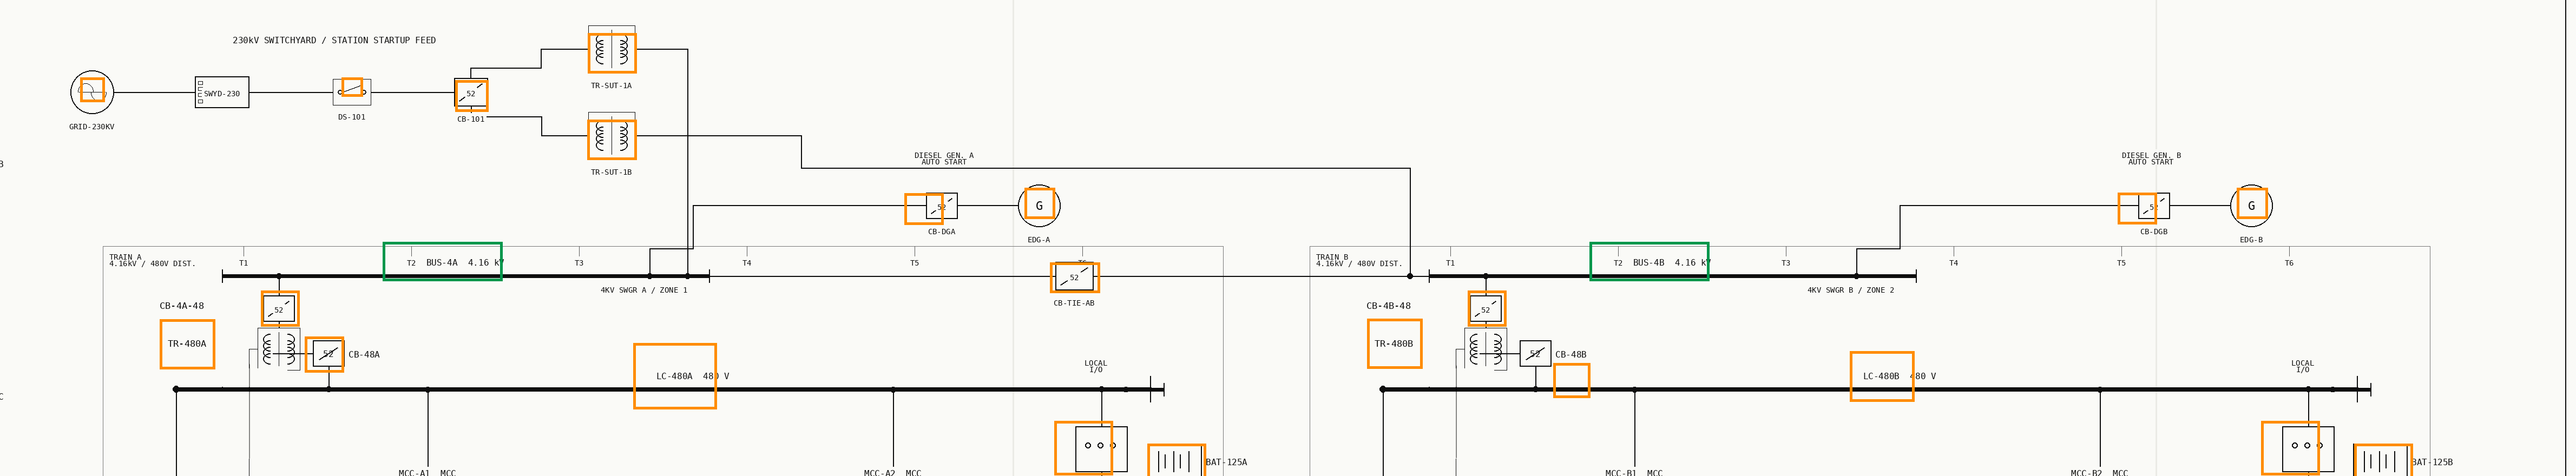 230kV SWITCHYARD / STATION STARTUP FEED
SWYD-230
52
GRID-230KV
DS-101
CB-101
TR-SUT-1A
TR-SUT-1B
DIESEL GEN. A
AUTO START
52
G
CB-DGA
EDG-A
DIESEL GEN. B
AUTO START
52
G
CB-DGB
EDG-B
B
C
TRAIN A
4.16kV / 480V DIST.
T1
T2
T3
T4
T5
T6
BUS-4A 4.16 kV
4KV SWGR A / ZONE 1
52
CB-TIE-AB
CB-4A-48
52
TR-480A
52
CB-48A
LC-480A 480 V
LOCAL
I/O
MCC-A1 MCC
MCC-A2 MCC
BAT-125A
TRAIN B
4.16kV / 480V DIST.
T1
T2
T3
T4
T5
T6
BUS-4B 4.16 kV
4KV SWGR B / ZONE 2
CB-4B-48
52
TR-480B
52
CB-48B
LC-480B 480 V
LOCAL
I/O
MCC-B1 MCC
MCC-B2 MCC
BAT-125B